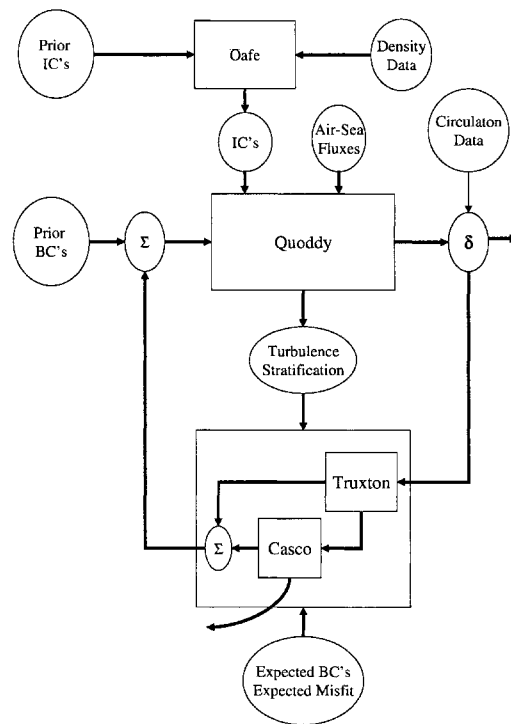 Prior
IC's
Oafe
Density
Data
IC's
Air-Sea
Fluxes
Circulaton
Data
Prior
BC's
Σ
Quoddy
δ
Turbulence
Stratification
Truxton
Σ
Casco
Expected BC's
Expected Misfit